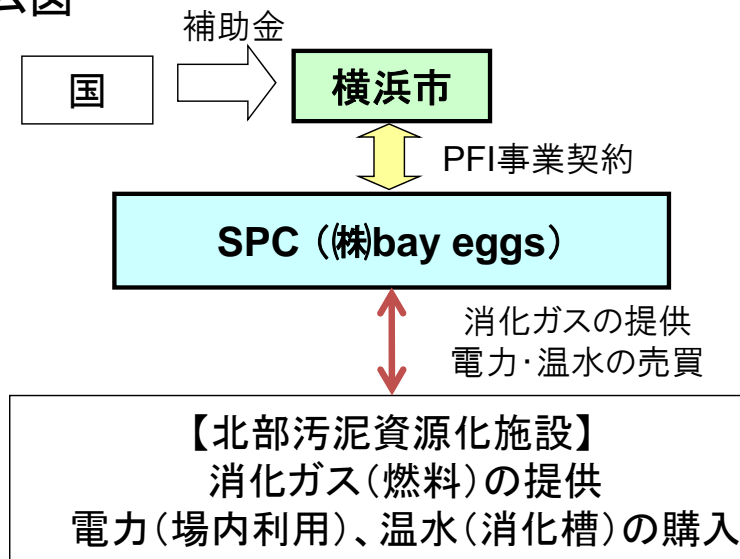 ム図
補助金
国
横浜市
PFI事業契約
SPC（㈱bay eggs）
消化ガスの提供
電力・温水の売買
【北部汚泥資源化施設】
消化ガス（燃料）の提供
電力（場内利用）、温水（消化槽）の購入